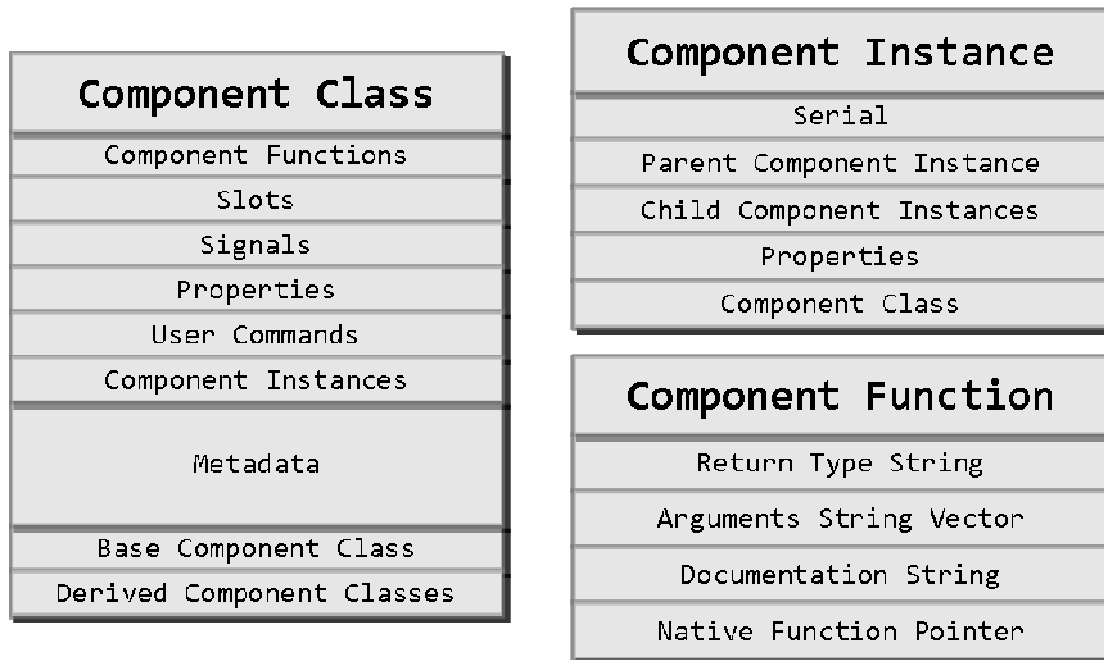 Component Class
Component Functions
Slots
Signals
Properties
User Commands
Component Instances
Metadata
Base Component Class
Derived Component Classes
Component Instance
Serial
Parent Component Instance
Child Component Instances
Properties
Component Class
Component Function
Return Type String
Arguments String Vector
Documentation String
Native Function Pointer